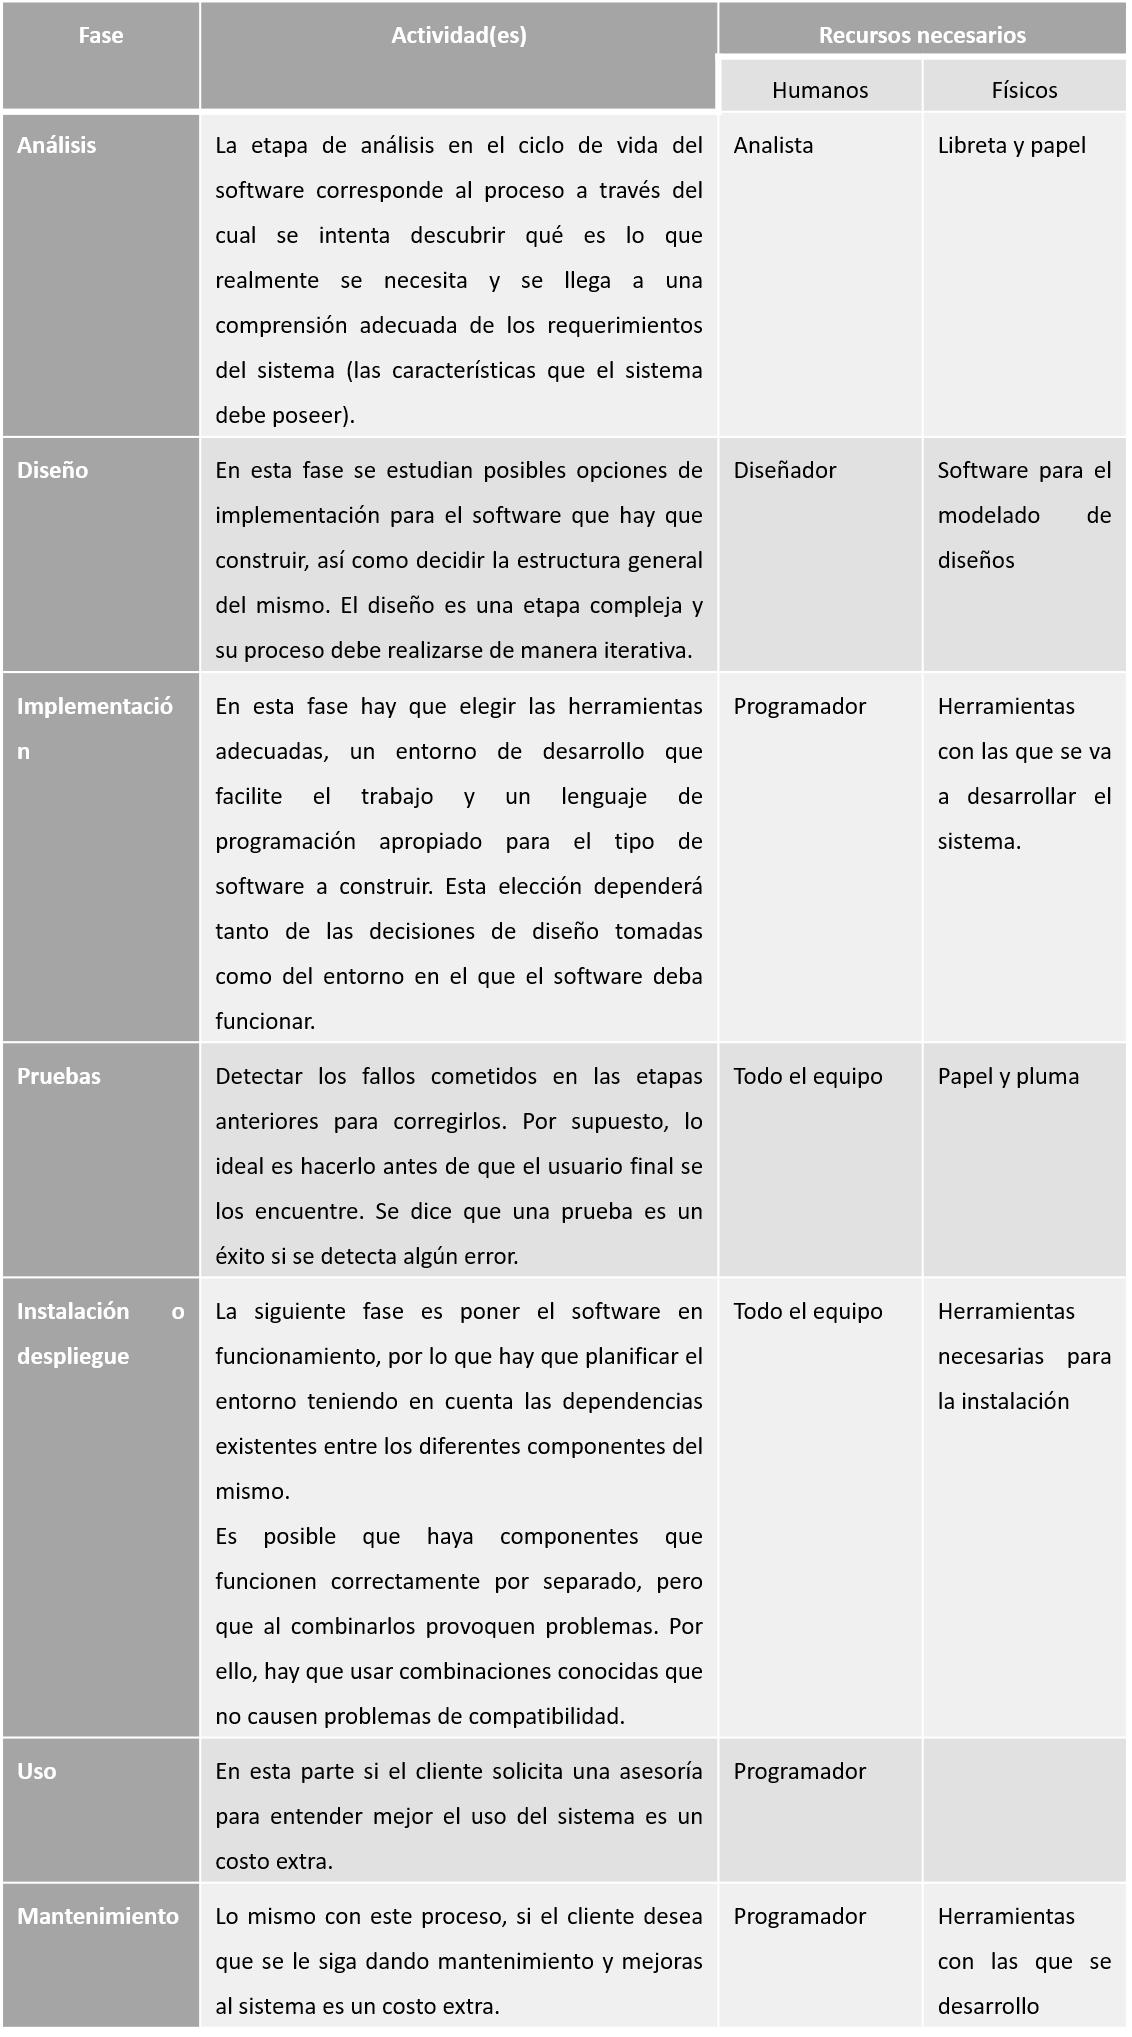 Fase
Actividad(es)
Recursos necesarios
Humanos
Físicos
Análisis
La etapa de análisis en el ciclo de vida del
software corresponde al proceso a través del
cual se intenta descubrir qué es lo que
realmente se necesita y se llega a una
comprensión adecuada de los requerimientos
del sistema (las características que el sistema
debe poseer).
Analista
Libreta y papel
Diseño
En esta fase se estudian posibles opciones de
implementación para el software que hay que
construir, así como decidir la estructura general
del mismo. El diseño es una etapa compleja y
su proceso debe realizarse de manera iterativa.
Diseñador
Software para el
modelado de
diseños
Implementació
n
En esta fase hay que elegir las herramientas
adecuadas, un entorno de desarrollo que
facilite el trabajo y un lenguaje de
programación apropiado para el tipo de
software a construir. Esta elección dependerá
tanto de las decisiones de diseño tomadas
como del entorno en el que el software deba
funcionar.
Programador
Herramientas
con las que se va
a desarrollar el
sistema.
Pruebas
Detectar los fallos cometidos en las etapas
anteriores para corregirlos. Por supuesto, lo
ideal es hacerlo antes de que el usuario final se
los encuentre. Se dice que una prueba es un
éxito si se detecta algún error.
Todo el equipo
Papel y pluma
Instalación o
despliegue
La siguiente fase es poner el software en
funcionamiento, por lo que hay que planificar el
entorno teniendo en cuenta las dependencias
existentes entre los diferentes componentes del
mismo.
Es posible que haya componentes que
funcionen correctamente por separado, pero
que al combinarlos provoquen problemas. Por
ello, hay que usar combinaciones conocidas que
no causen problemas de compatibilidad.
Todo el equipo
Herramientas
necesarias para
la instalación
Uso
En esta parte si el cliente solicita una asesoría
para entender mejor el uso del sistema es un
costo extra.
Programador
Mantenimiento
Lo mismo con este proceso, si el cliente desea
que se le siga dando mantenimiento y mejoras
al sistema es un costo extra.
Programador
Herramientas
con las que se
desarrollo